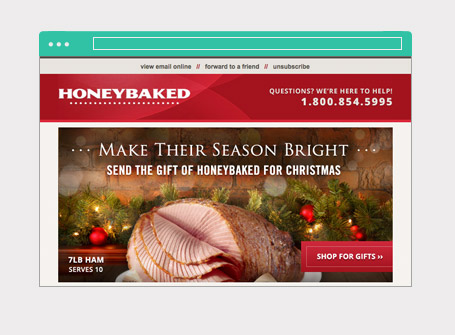 view email online // forward to a friend // unsubscribe
HONEYBAKED
QUESTIONS? WE'RE HERE TO HELP!
1.800.854.5995
··· MAKE THEIR SEASON BRIGHT ···
SEND THE GIFT OF HONEYBAKED FOR CHRISTMAS
7LB HAM
SERVES 10
SHOP FOR GIFTS ››